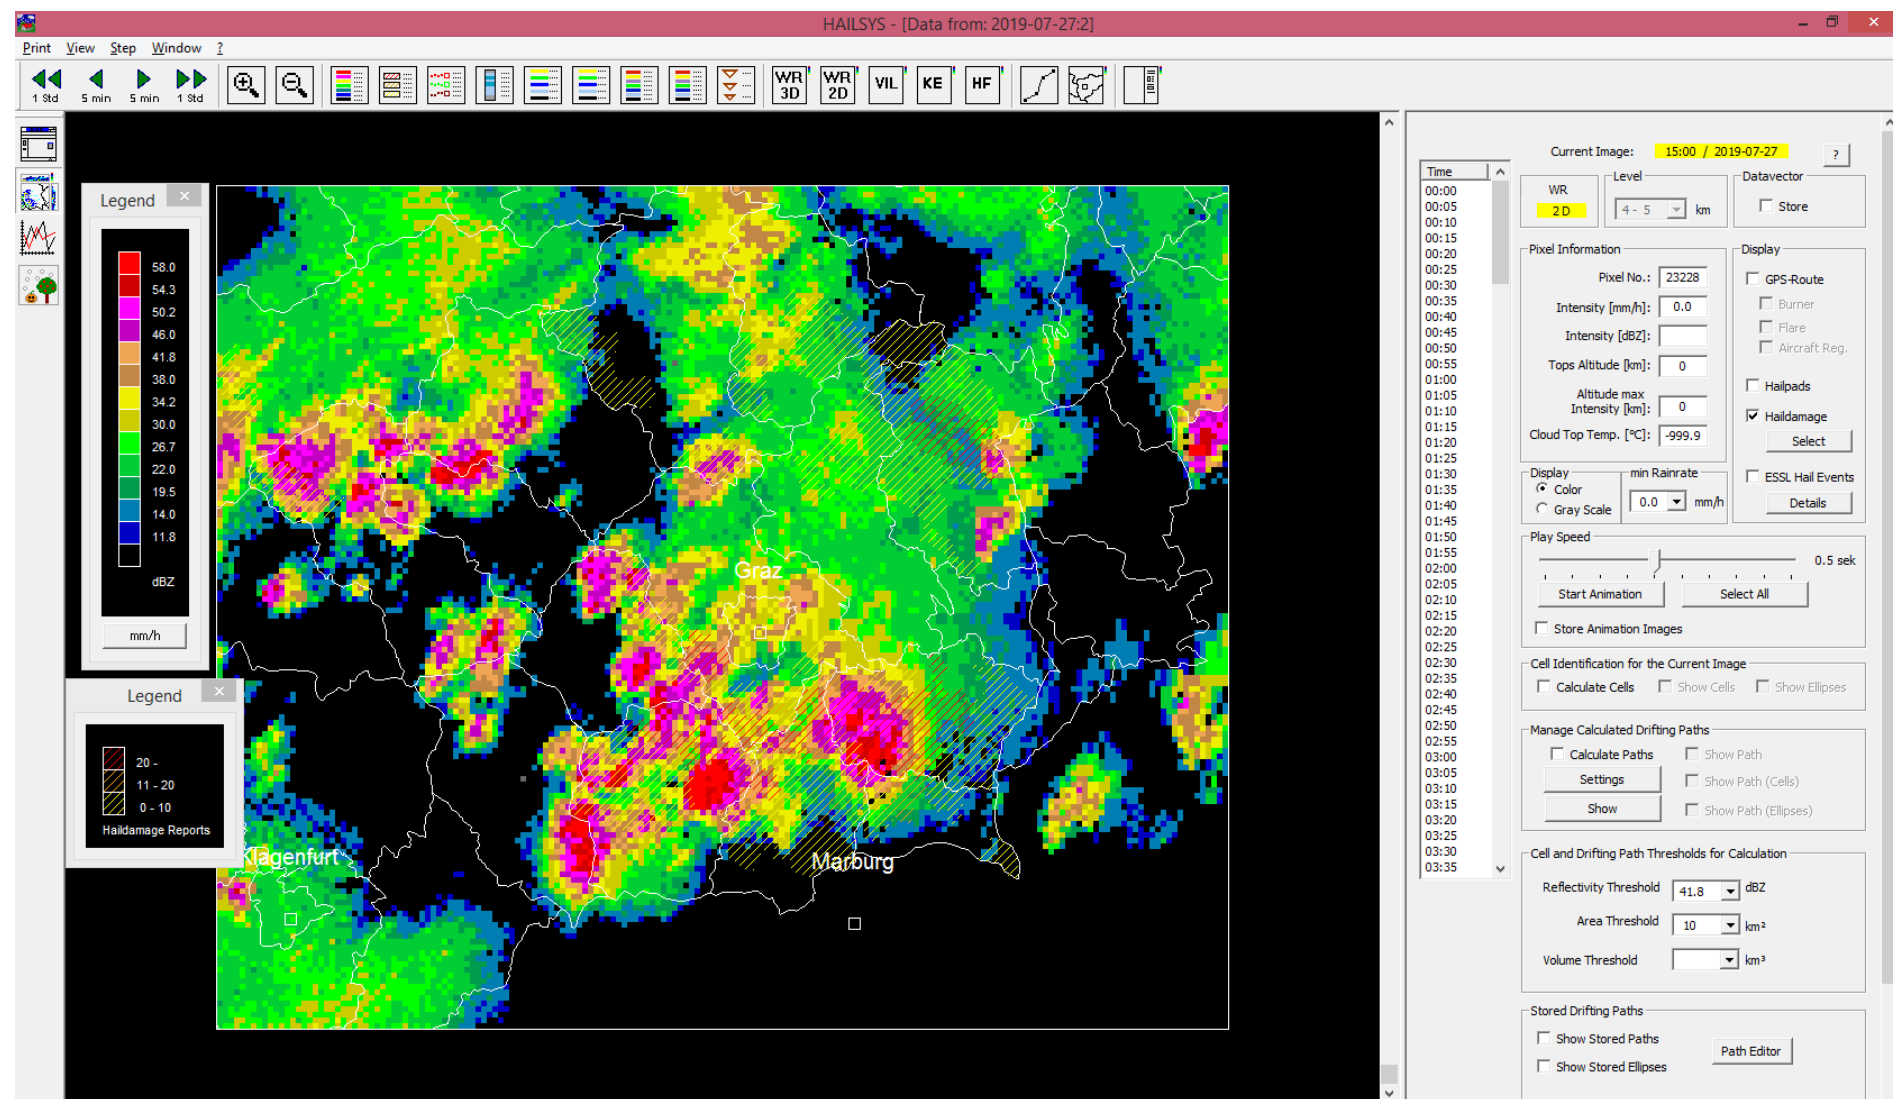 HAILSYS - [Data from: 2019-07-27:2]
Print View Step Window ?
1 Std 5 min 5 min 1 Std WR 3D WR 2D VIL KE HF
Legend
58.0
54.3
50.2
46.0
41.8
38.0
34.2
30.0
26.7
22.0
19.5
14.0
11.8
dBZ
mm/h
Legend
20 -
11 - 20
0 - 10
Haildamage Reports
Graz
Klagenfurt
Marburg
Time
00:00
00:05
00:10
00:15
00:20
00:25
00:30
00:35
00:40
00:45
00:50
00:55
01:00
01:05
01:10
01:15
01:20
01:25
01:30
01:35
01:40
01:45
01:50
01:55
02:00
02:05
02:10
02:15
02:20
02:25
02:30
02:35
02:40
02:45
02:50
02:55
03:00
03:05
03:10
03:15
03:20
03:25
03:30
03:35
Current Image: 15:00 / 2019-07-27 ?
WR
2 D
Level
4 - 5 km
Datavector
Store
Pixel Information
Pixel No.: 23228
Intensity [mm/h]: 0.0
Intensity [dBZ]:
Tops Altitude [km]: 0
Altitude max
Intensity [km]: 0
Cloud Top Temp. [ºC]: -999.9
Display
GPS-Route
Burner
Flare
Aircraft Reg.
Hailpads
Haildamage
Select
ESSL Hail Events
Details
Display
Color
Gray Scale
min Rainrate
0.0 mm/h
Play Speed
0.5 sek
Start Animation Select All
Store Animation Images
Cell Identification for the Current Image
Calculate Cells Show Cells Show Ellipses
Manage Calculated Drifting Paths
Calculate Paths Show Path
Settings Show Path (Cells)
Show Show Path (Ellipses)
Cell and Drifting Path Thresholds for Calculation
Reflectivity Threshold 41.8 dBZ
Area Threshold 10 km²
Volume Threshold km³
Stored Drifting Paths
Show Stored Paths
Show Stored Ellipses
Path Editor